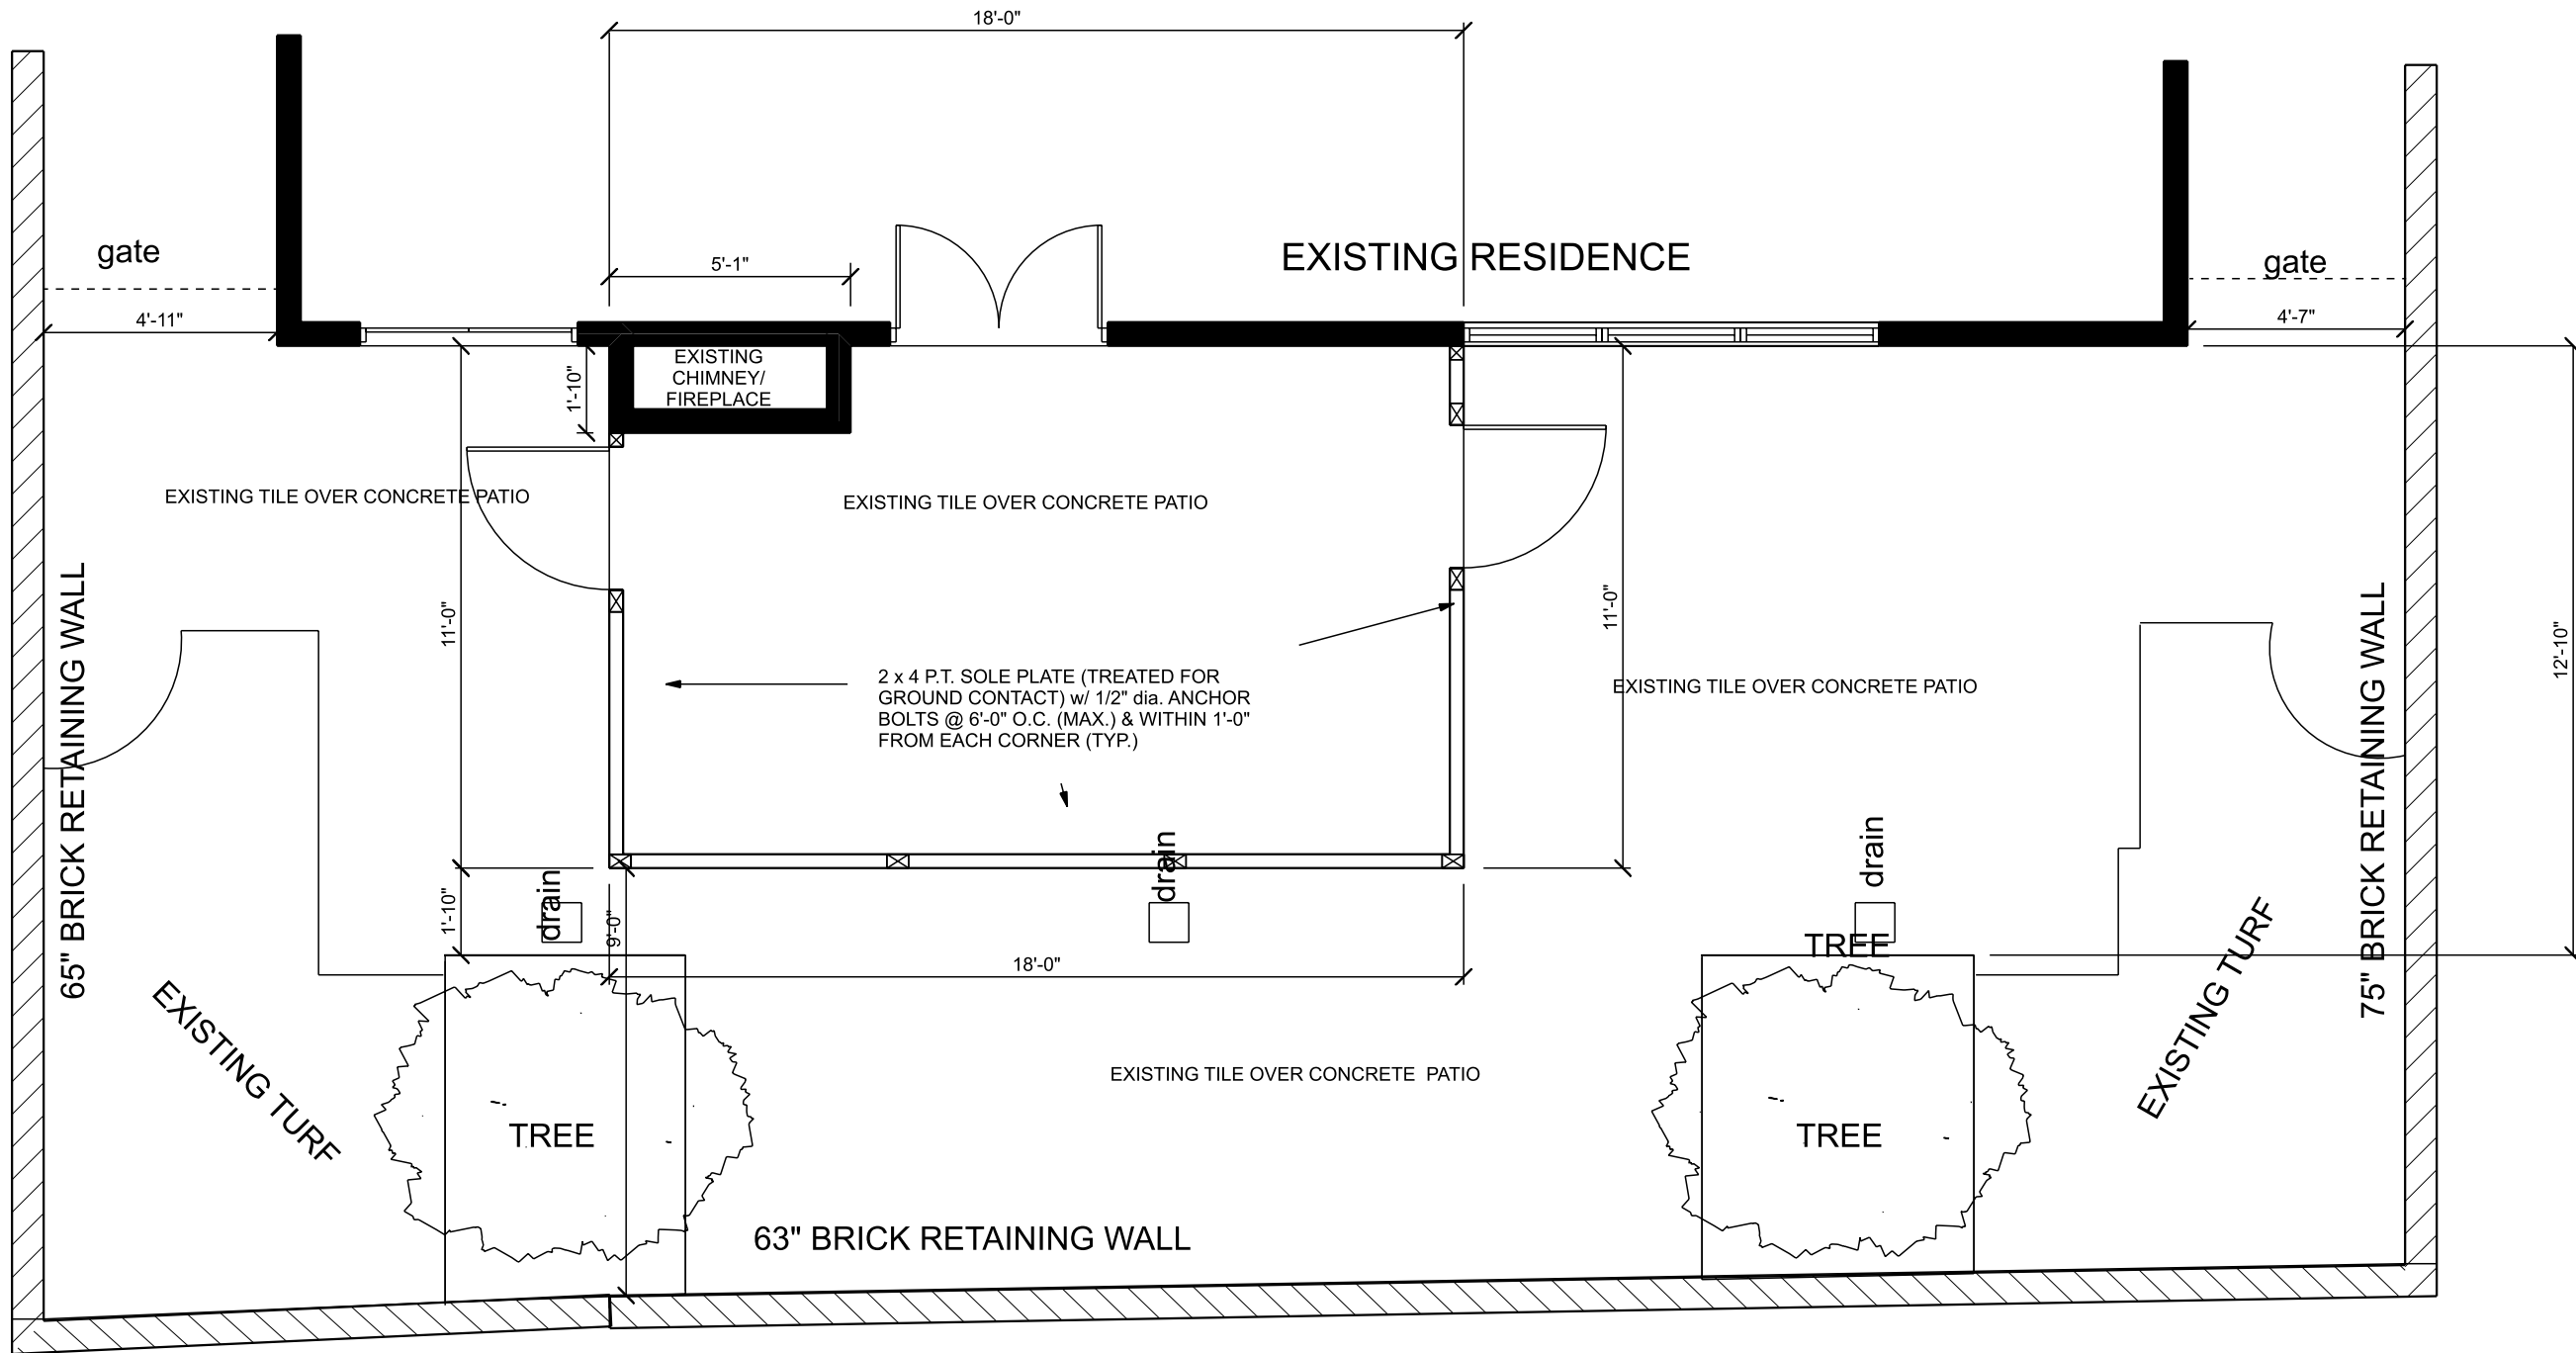 18'-0"
gate
EXISTING RESIDENCE
gate
5'-1"
4'-11"
4'-7"
EXISTING
CHIMNEY/
FIREPLACE
1'-10"
EXISTING TILE OVER CONCRETE PATIO
EXISTING TILE OVER CONCRETE PATIO
11'-0"
11'-0"
12'-10"
65" BRICK RETAINING WALL
75" BRICK RETAINING WALL
2 x 4 P.T. SOLE PLATE (TREATED FOR
GROUND CONTACT) w/ 1/2" dia. ANCHOR
BOLTS @ 6'-0" O.C. (MAX.) & WITHIN 1'-0"
FROM EACH CORNER (TYP.)
EXISTING TILE OVER CONCRETE PATIO
drain
drain
drain
1'-10"
9'-0"
18'-0"
TREE
EXISTING TURF
EXISTING TURF
EXISTING TILE OVER CONCRETE  PATIO
TREE
TREE
63" BRICK RETAINING WALL